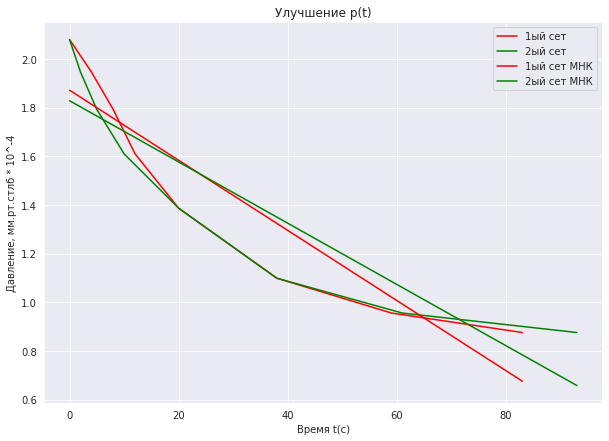 Улучшение p(t)
1ый сет
2ый сет
1ый сет МНК
2ый сет МНК
Давление, мм.рт.стлб * 10^-4
2.0
1.8
1.6
1.4
1.2
1.0
0.8
0.6
0 20 40 60 80
Время t(c)